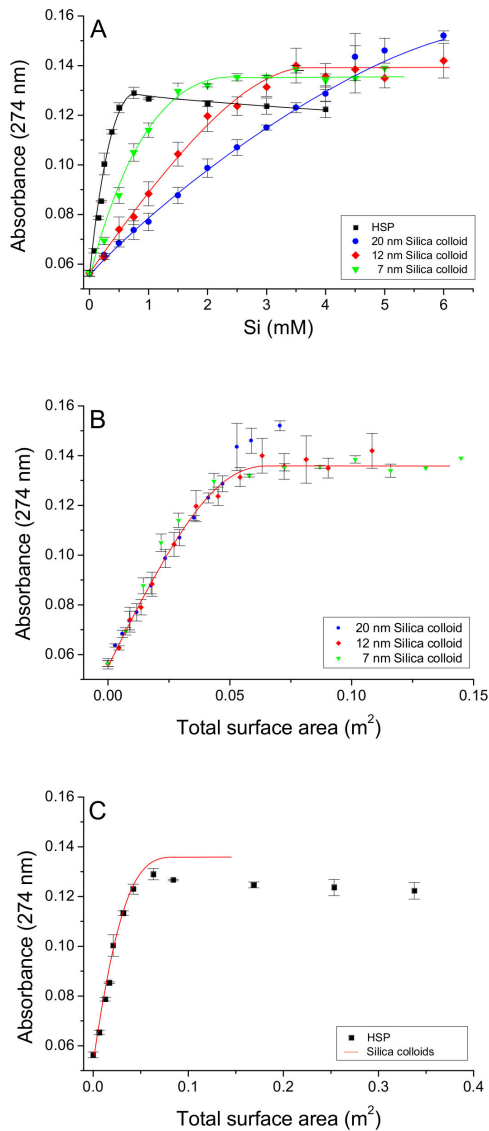 A
0.16
0.14
0.12
0.10
0.08
0.06
Absorbance (274 nm)
HSP
20 nm Silica colloid
12 nm Silica colloid
7 nm Silica colloid
0 1 2 3 4 5 6
Si (mM)
B
0.16
0.14
0.12
0.10
0.08
0.06
Absorbance (274 nm)
20 nm Silica colloid
12 nm Silica colloid
7 nm Silica colloid
0.00 0.05 0.10 0.15
Total surface area (m²)
C
0.16
0.14
0.12
0.10
0.08
0.06
Absorbance (274 nm)
HSP
Silica colloids
0.0 0.1 0.2 0.3 0.4
Total surface area (m²)